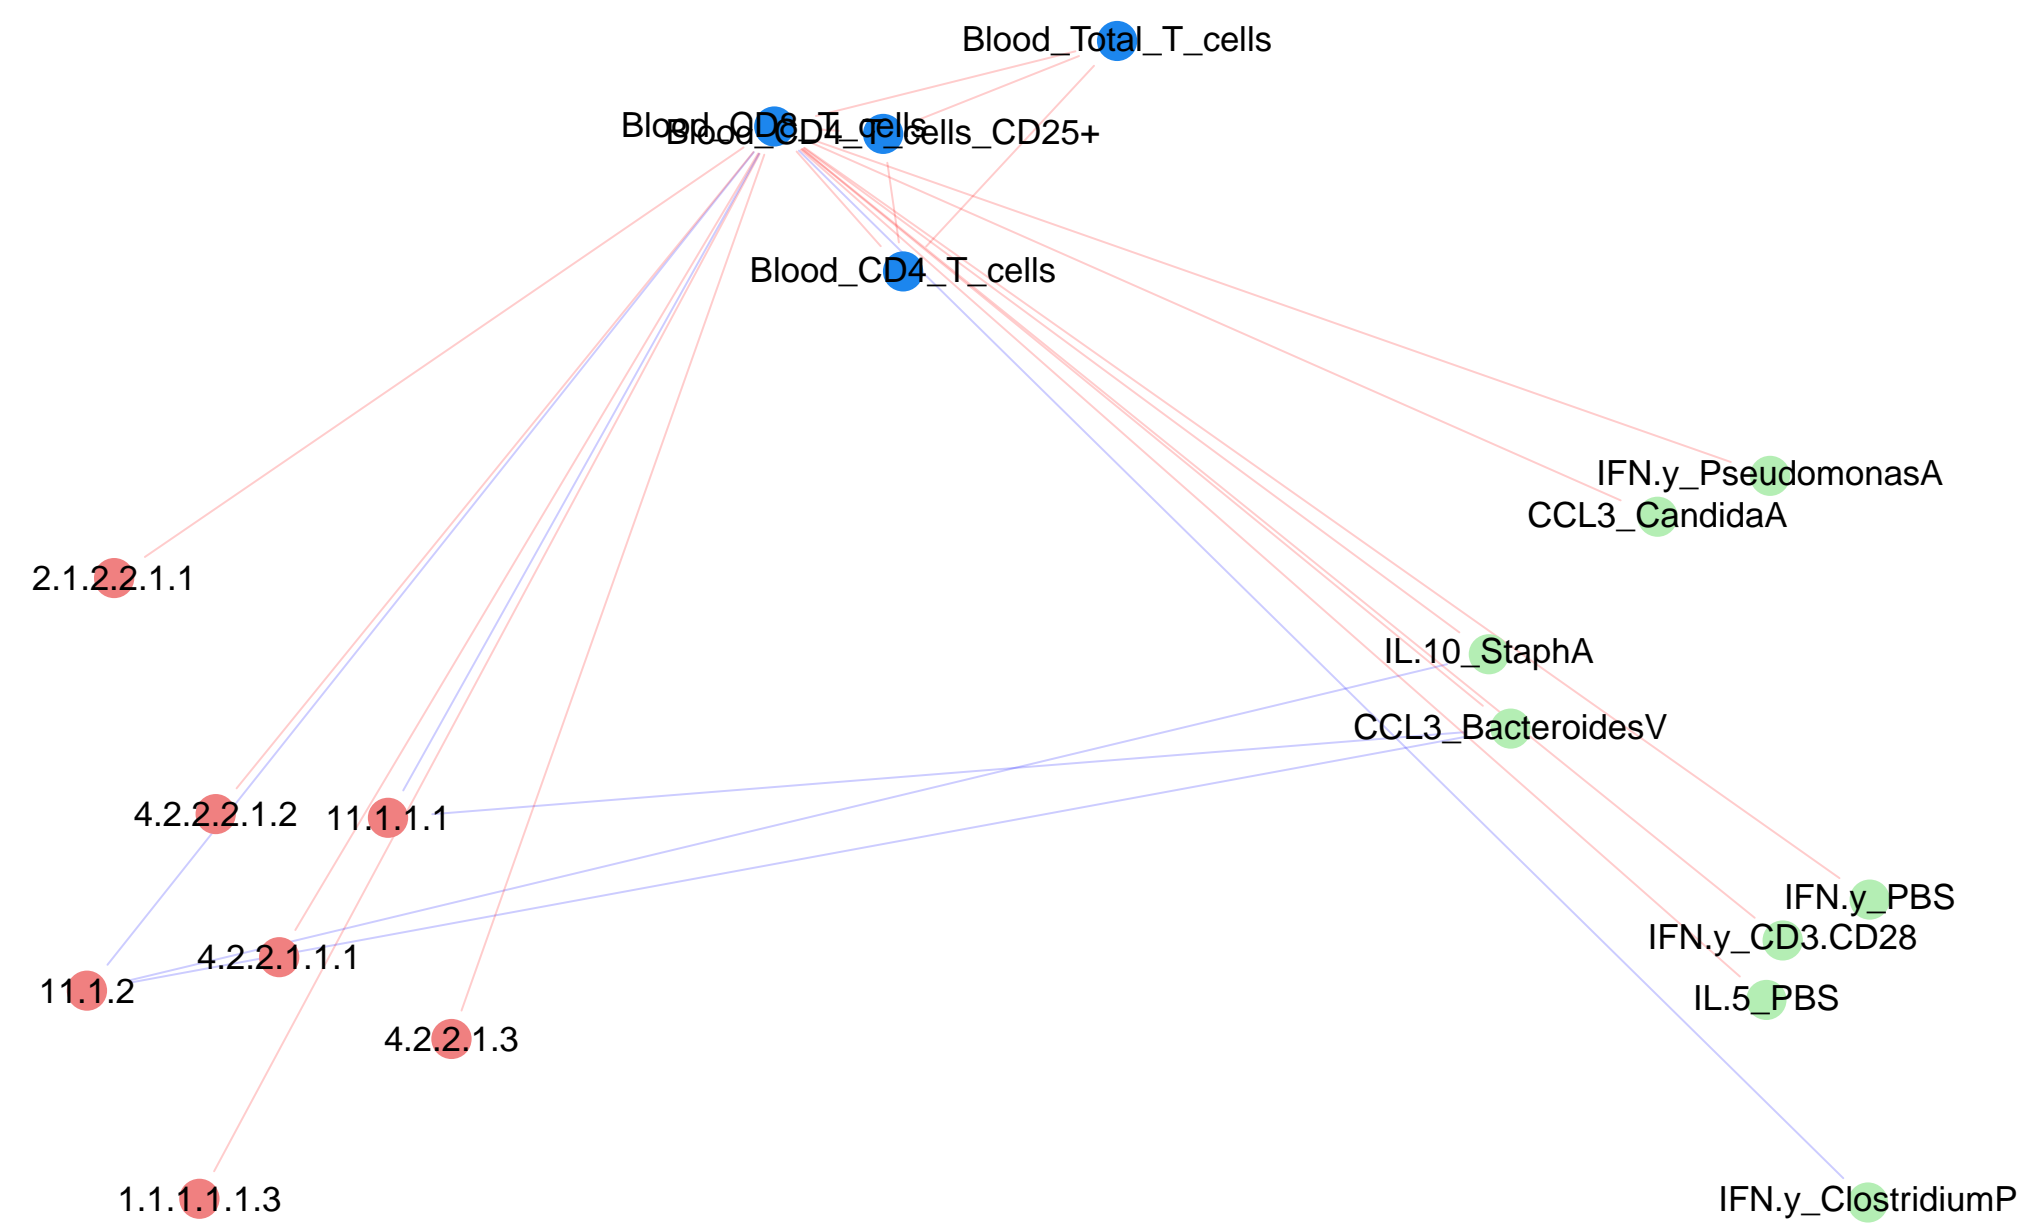 Blood_Total_T_cells
Blood_CD8_T_cells
Blood_CD4_T_cells_CD25+
Blood_CD4_T_cells
IFN.y_PseudomonasA
CCL3_CandidaA
2.1.2.2.1.1
IL.10_StaphA
CCL3_BacteroidesV
4.2.2.2.1.2
11.1.1.1
IFN.y_PBS
IFN.y_CD3.CD28
4.2.2.1.1.1
11.1.2
IL.5_PBS
4.2.2.1.3
1.1.1.1.1.3
IFN.y_ClostridiumP